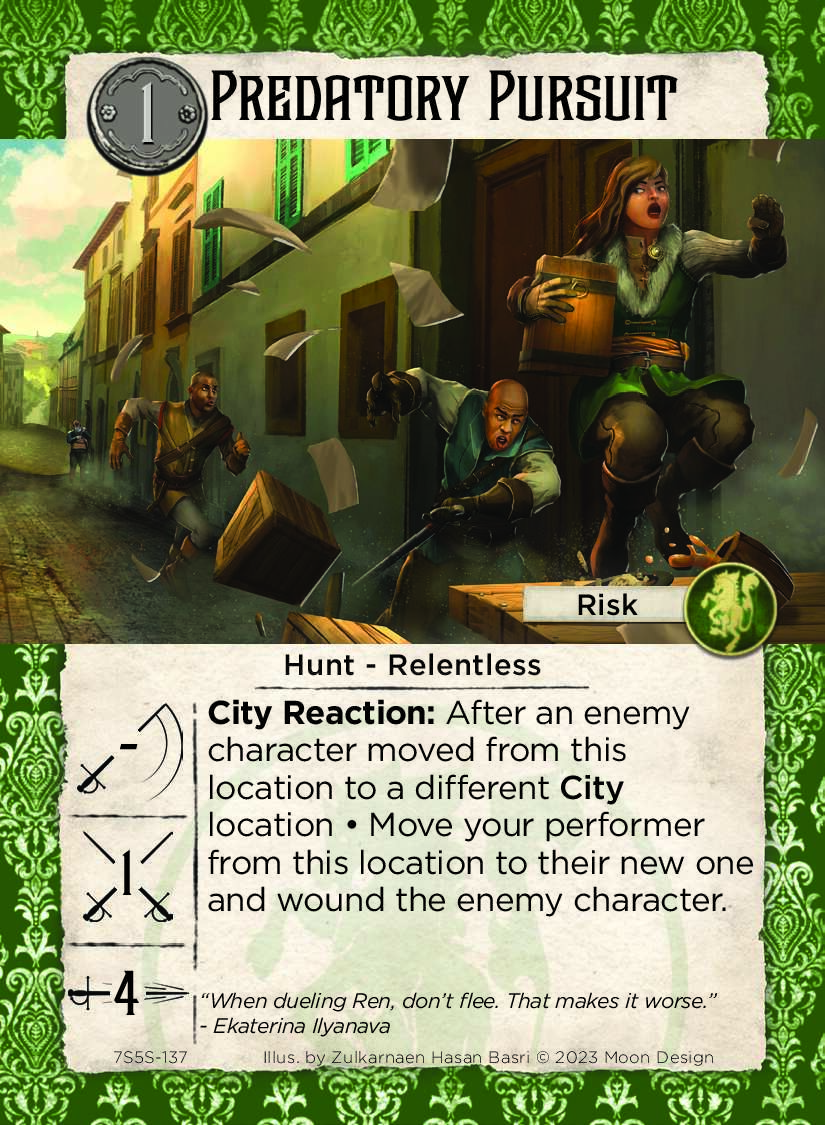 1
PREDATORY PURSUIT
Risk
Hunt - Relentless
-
1
4
City Reaction: After an enemy
character moved from this
location to a different City
location • Move your performer
from this location to their new one
and wound the enemy character.
“When dueling Ren, don’t flee. That makes it worse.”
- Ekaterina Ilyanava
7S5S-137 Illus. by Zulkarnaen Hasan Basri © 2023 Moon Design